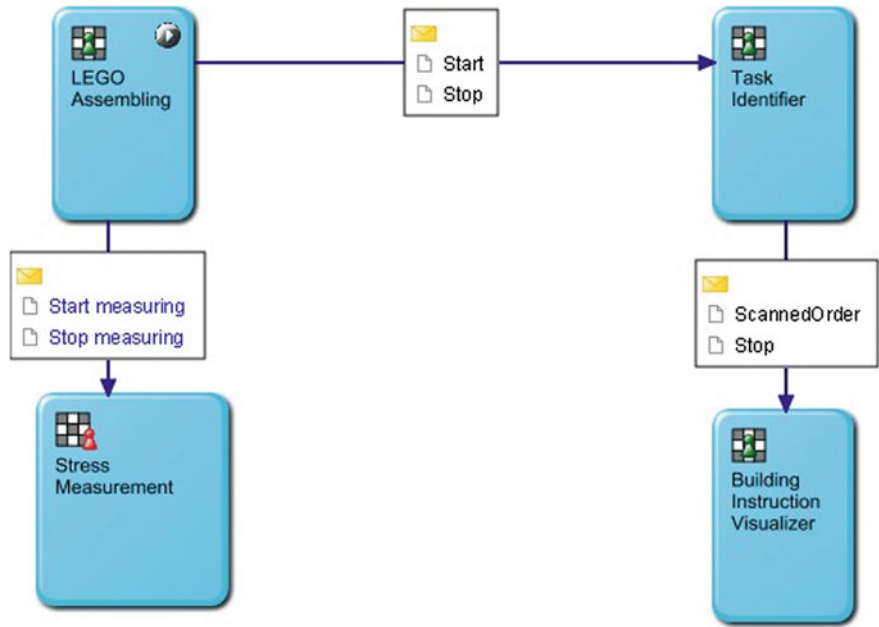 LEGO
Assembling
Start
Stop
Task
Identifier
Start measuring
Stop measuring
ScannedOrder
Stop
Stress
Measurement
Building
Instruction
Visualizer